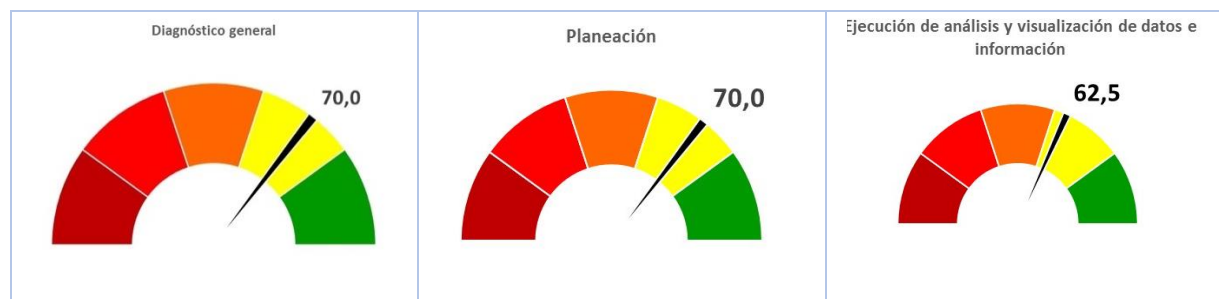 Diagnóstico general
70,0
Planeación
70,0
Ejecución de análisis y visualización de datos e
información
62,5